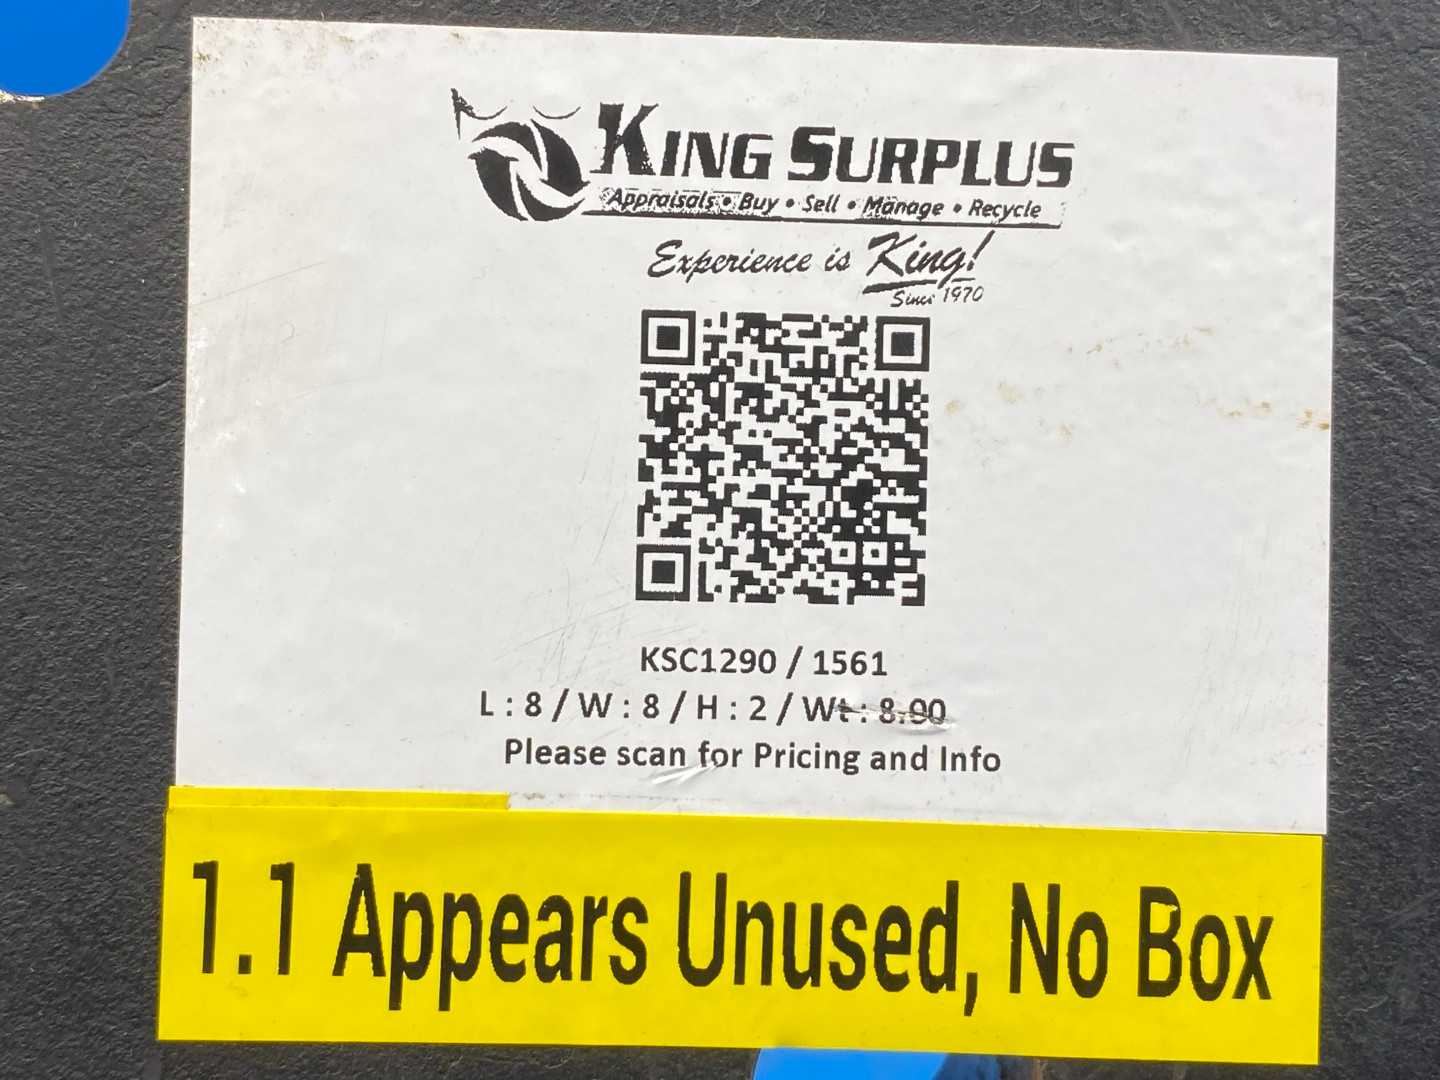 KING SURPLUS
Appraisals • Buy • Sell • Manage • Recycle
Experience is King!
Since 1970
KSC1290 / 1561
L : 8 / W : 8 / H : 2 / Wt : 8.00
Please scan for Pricing and Info
1.1 Appears Unused, No Box